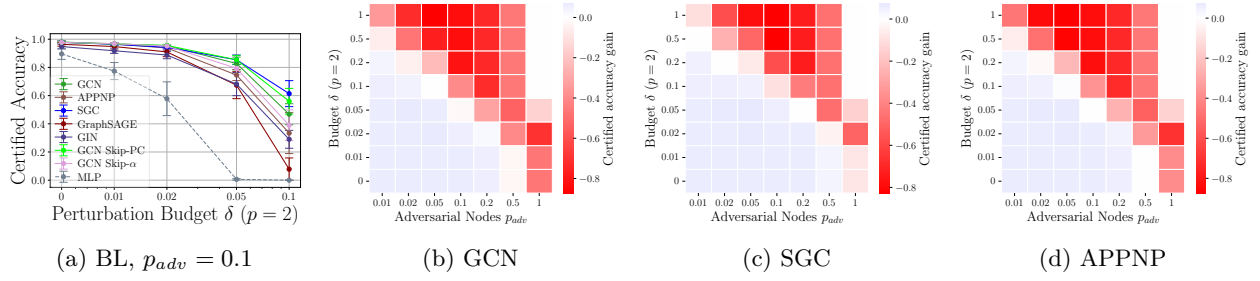 Certified Accuracy
1.0
0.8
0.6
0.4
0.2
0.0
GCN
APPNP
SGC
GraphSAGE
GIN
GCN Skip-PC
GCN Skip-α
MLP
0
0.01
0.02
0.05
0.1
Perturbation Budget δ (p = 2)
(a) BL, p_adv = 0.1
Budget δ (p = 2)
1
0.5
0.2
0.1
0.05
0.02
0.01
0
0.01 0.02 0.05 0.1 0.2 0.5 1
Adversarial Nodes p_adv
0.0
−0.2
−0.4
−0.6
−0.8
Certified accuracy gain
(b) GCN
Budget δ (p = 2)
1
0.5
0.2
0.1
0.05
0.02
0.01
0
0.01 0.02 0.05 0.1 0.2 0.5 1
Adversarial Nodes p_adv
0.0
−0.2
−0.4
−0.6
−0.8
Certified accuracy gain
(c) SGC
Budget δ (p = 2)
1
0.5
0.2
0.1
0.05
0.02
0.01
0
0.01 0.02 0.05 0.1 0.2 0.5 1
Adversarial Nodes p_adv
0.0
−0.2
−0.4
−0.6
−0.8
Certified accuracy gain
(d) APPNP